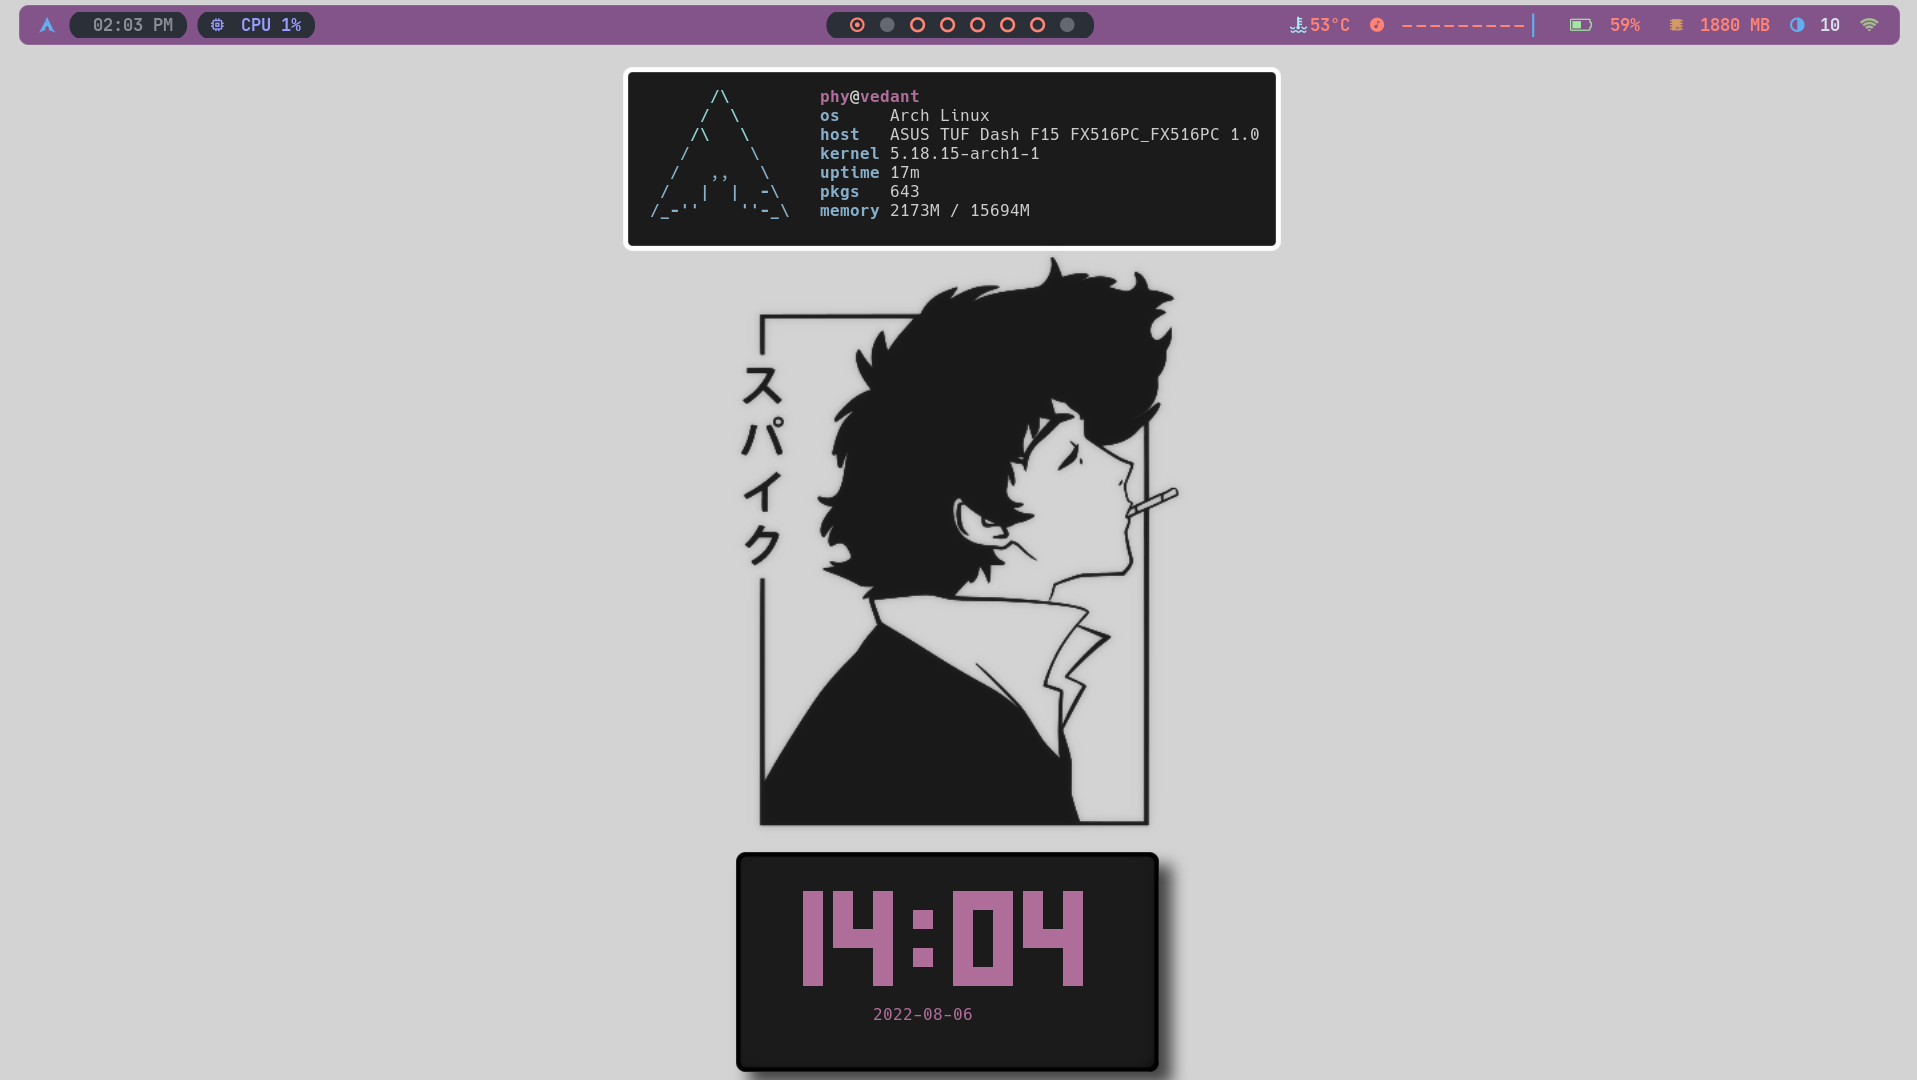 02:03 PM
CPU 1%
53°C
59%
1880 MB
10
phy@vedant
os Arch Linux
host ASUS TUF Dash F15 FX516PC_FX516PC 1.0
kernel 5.18.15-arch1-1
uptime 17m
pkgs 643
memory 2173M / 15694M
スパイク
14:04
2022-08-06